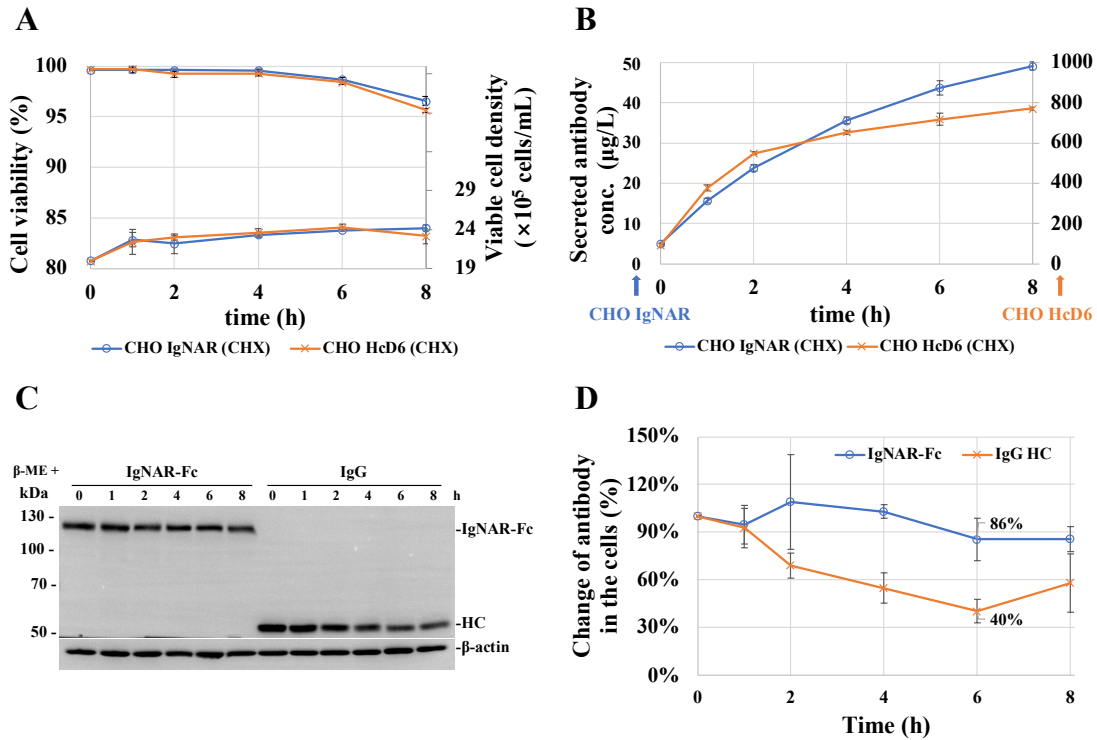 A
Cell viability (%)
100
95
90
85
80
29
24
19
Viable cell density
(×10⁵ cells/mL)
0 2 4 6 8
time (h)
CHO IgNAR (CHX) CHO HcD6 (CHX)
B
Secreted antibody
conc. (µg/L)
50
40
30
20
10
0
1000
800
600
400
200
0
0 2 4 6 8
time (h)
CHO IgNAR
CHO HcD6
CHO IgNAR (CHX) CHO HcD6 (CHX)
C
β-ME + IgNAR-Fc IgG
kDa 0 1 2 4 6 8 0 1 2 4 6 8 h
130 -
-IgNAR-Fc
100 -
70 -
-HC
50 -
-β-actin
D
Change of antibody
in the cells (%)
150%
120%
90%
60%
30%
0%
IgNAR-Fc IgG HC
86%
40%
0 2 4 6 8
Time (h)